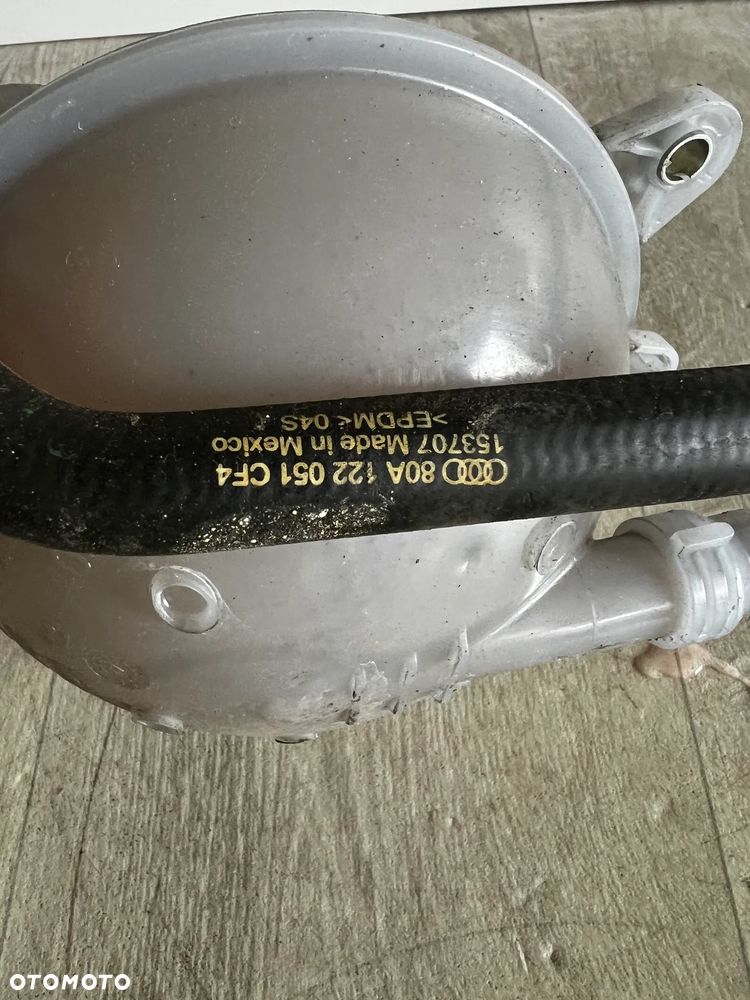 80A 122 051 CF4
153707 Made in Mexico
>EPDM< 04S
OTOMOTO